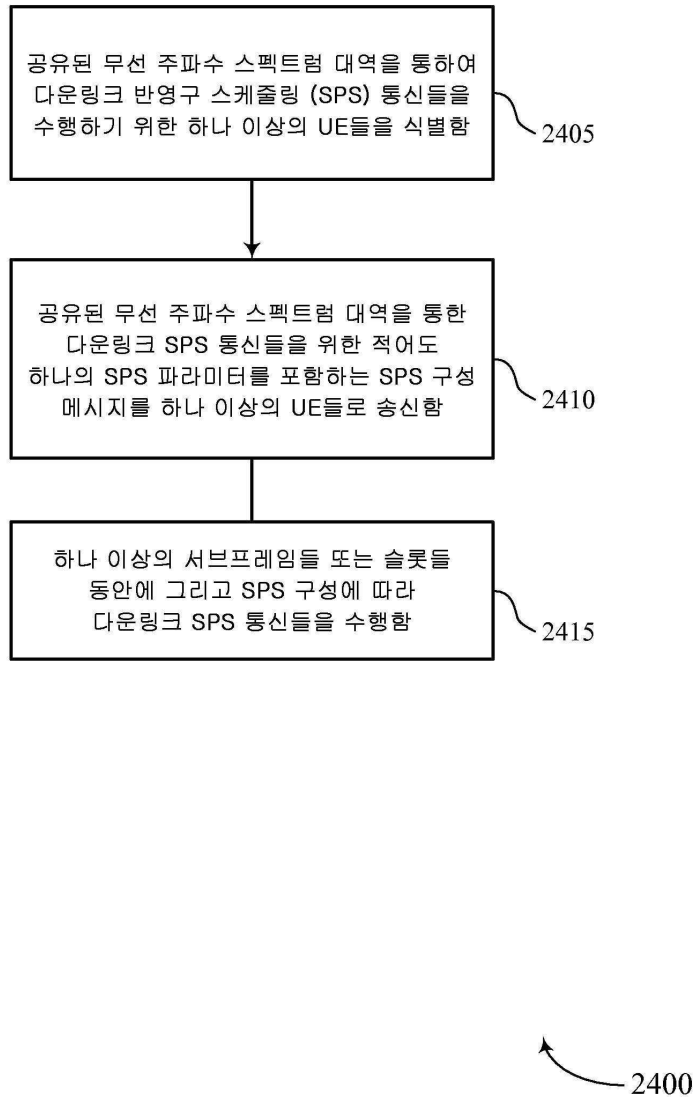 공유된 무선 주파수 스펙트럼 대역을 통하여
다운링크 반영구 스케줄링 (SPS) 통신들을
수행하기 위한 하나 이상의 UE들을 식별함
2405
공유된 무선 주파수 스펙트럼 대역을 통한
다운링크 SPS 통신들을 위한 적어도
하나의 SPS 파라미터를 포함하는 SPS 구성
메시지를 하나 이상의 UE들로 송신함
2410
하나 이상의 서브프레임들 또는 슬롯들
동안에 그리고 SPS 구성에 따라
다운링크 SPS 통신들을 수행함
2415
2400